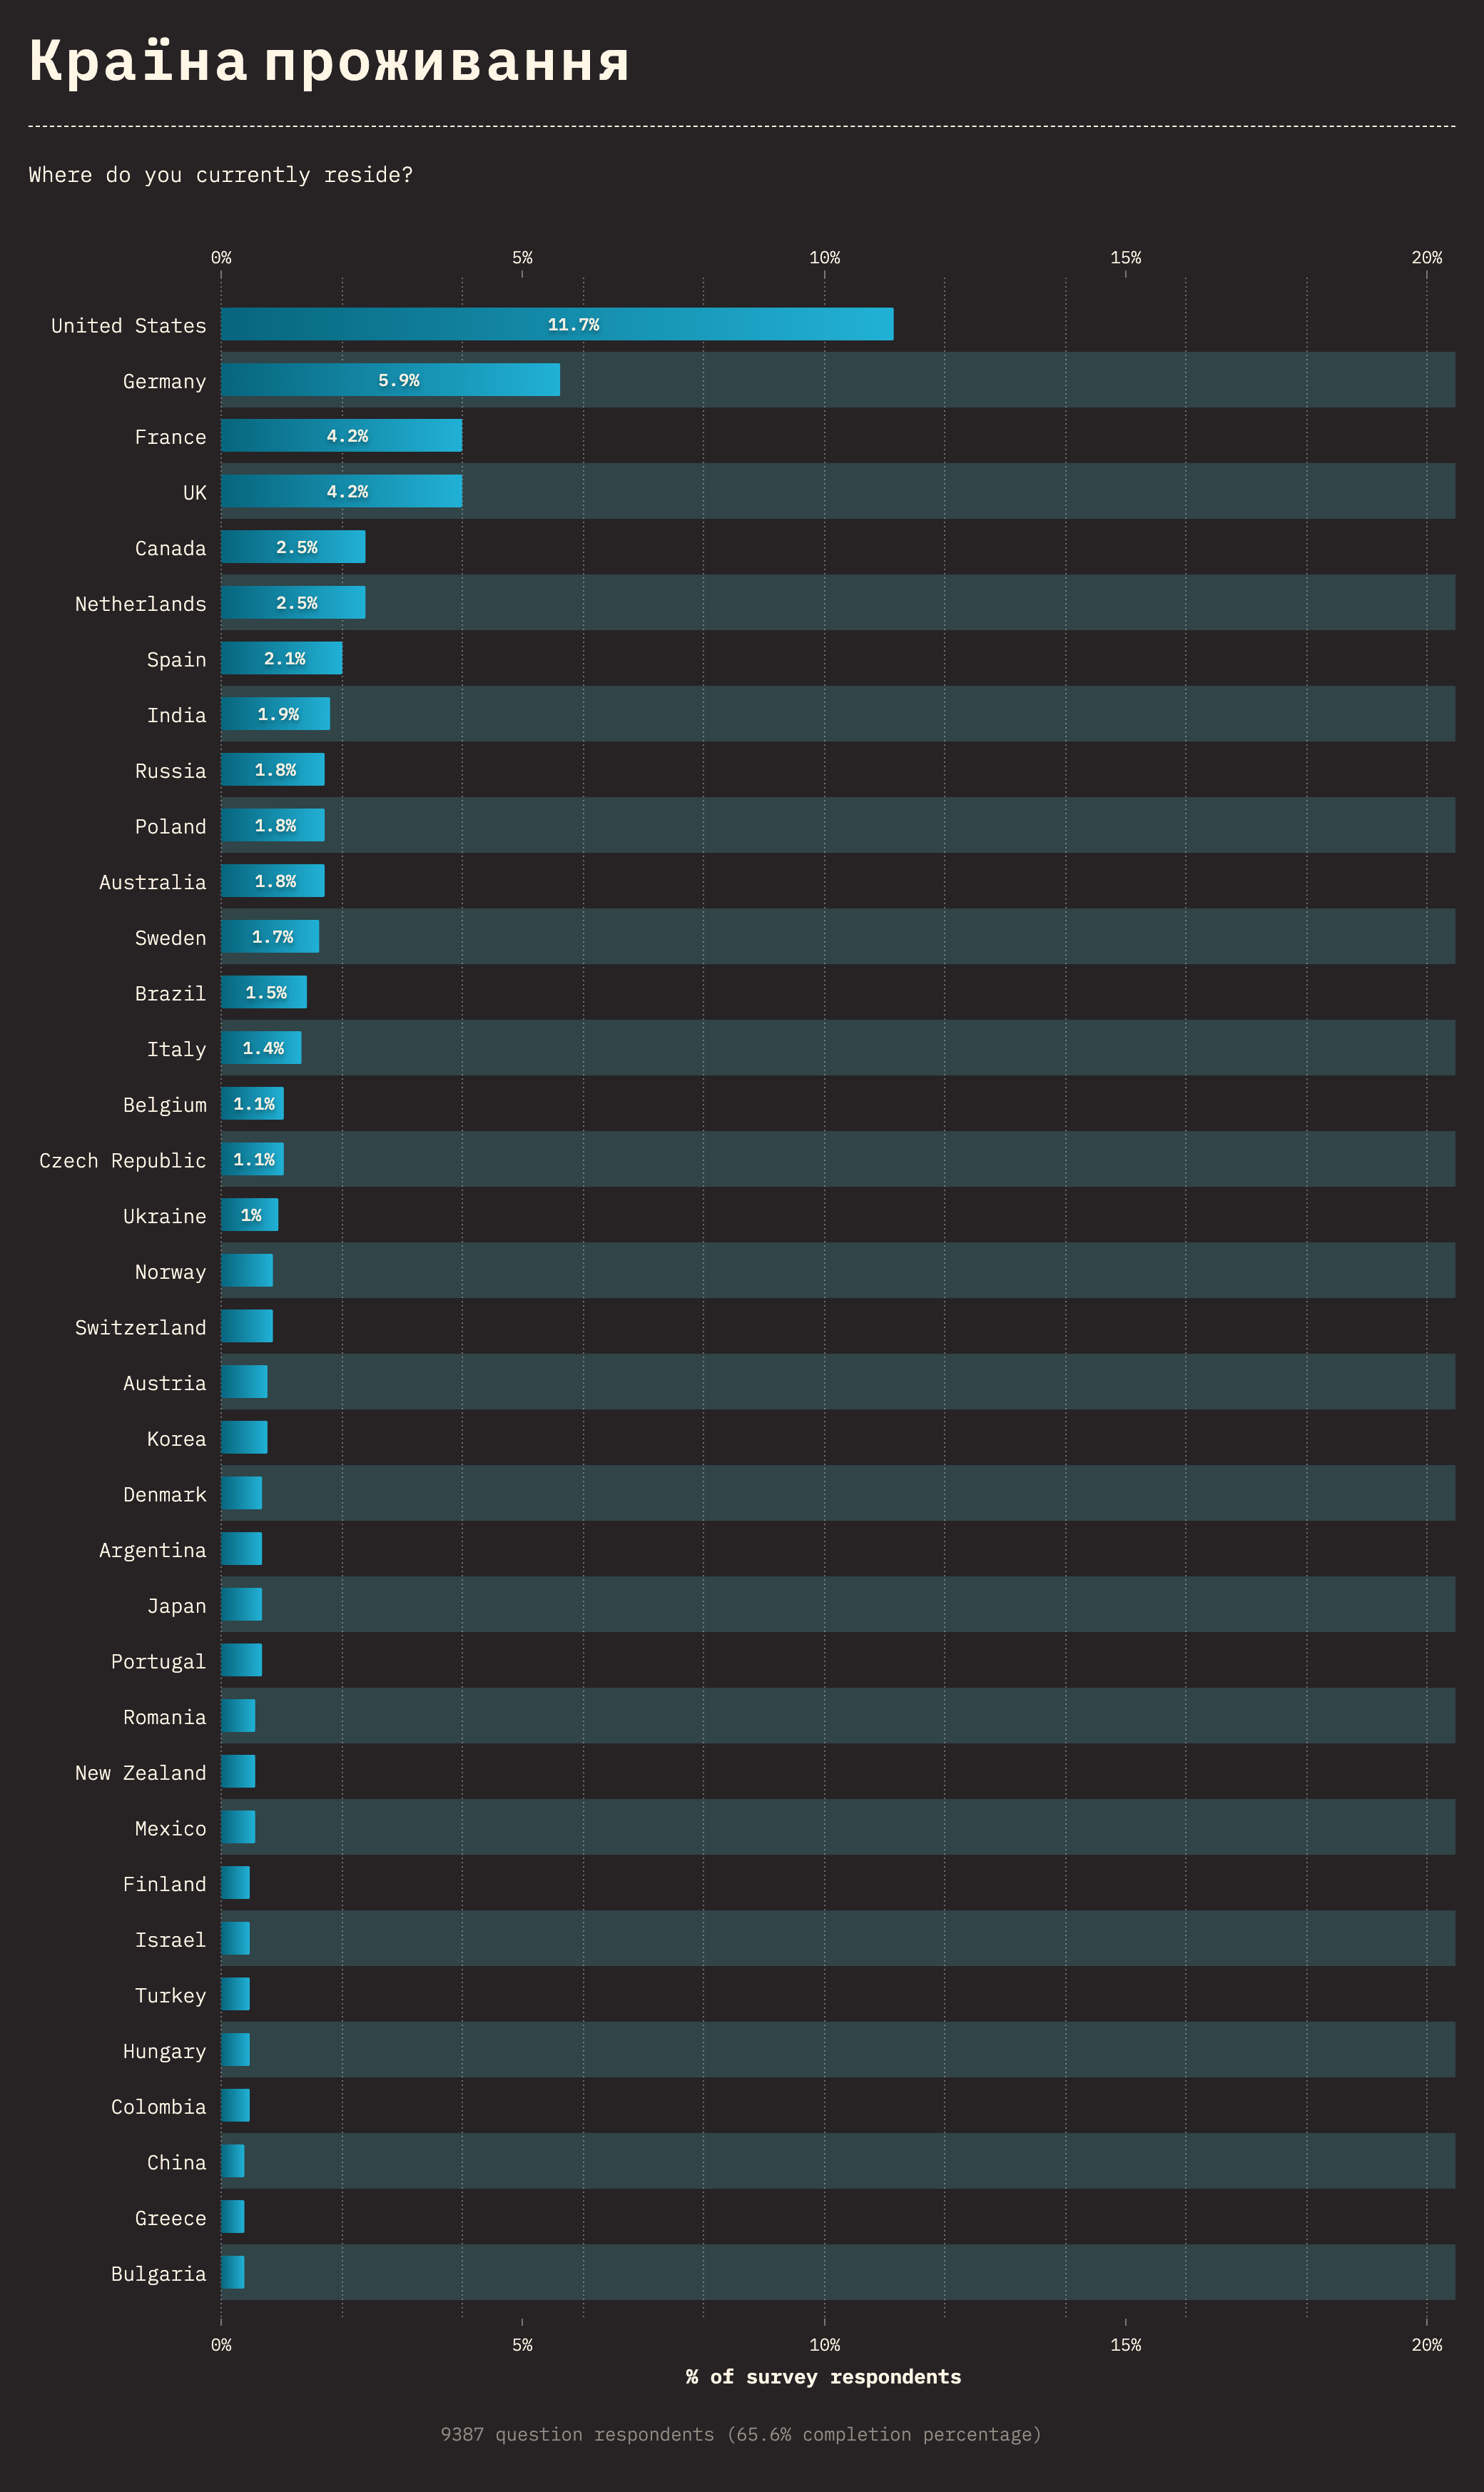 Країна проживання
Where do you currently reside?
0% 5% 10% 15% 20%
United States 11.7%
Germany 5.9%
France 4.2%
UK 4.2%
Canada 2.5%
Netherlands 2.5%
Spain 2.1%
India 1.9%
Russia 1.8%
Poland 1.8%
Australia 1.8%
Sweden 1.7%
Brazil 1.5%
Italy 1.4%
Belgium 1.1%
Czech Republic 1.1%
Ukraine 1%
Norway
Switzerland
Austria
Korea
Denmark
Argentina
Japan
Portugal
Romania
New Zealand
Mexico
Finland
Israel
Turkey
Hungary
Colombia
China
Greece
Bulgaria
0% 5% 10% 15% 20%
% of survey respondents
9387 question respondents (65.6% completion percentage)